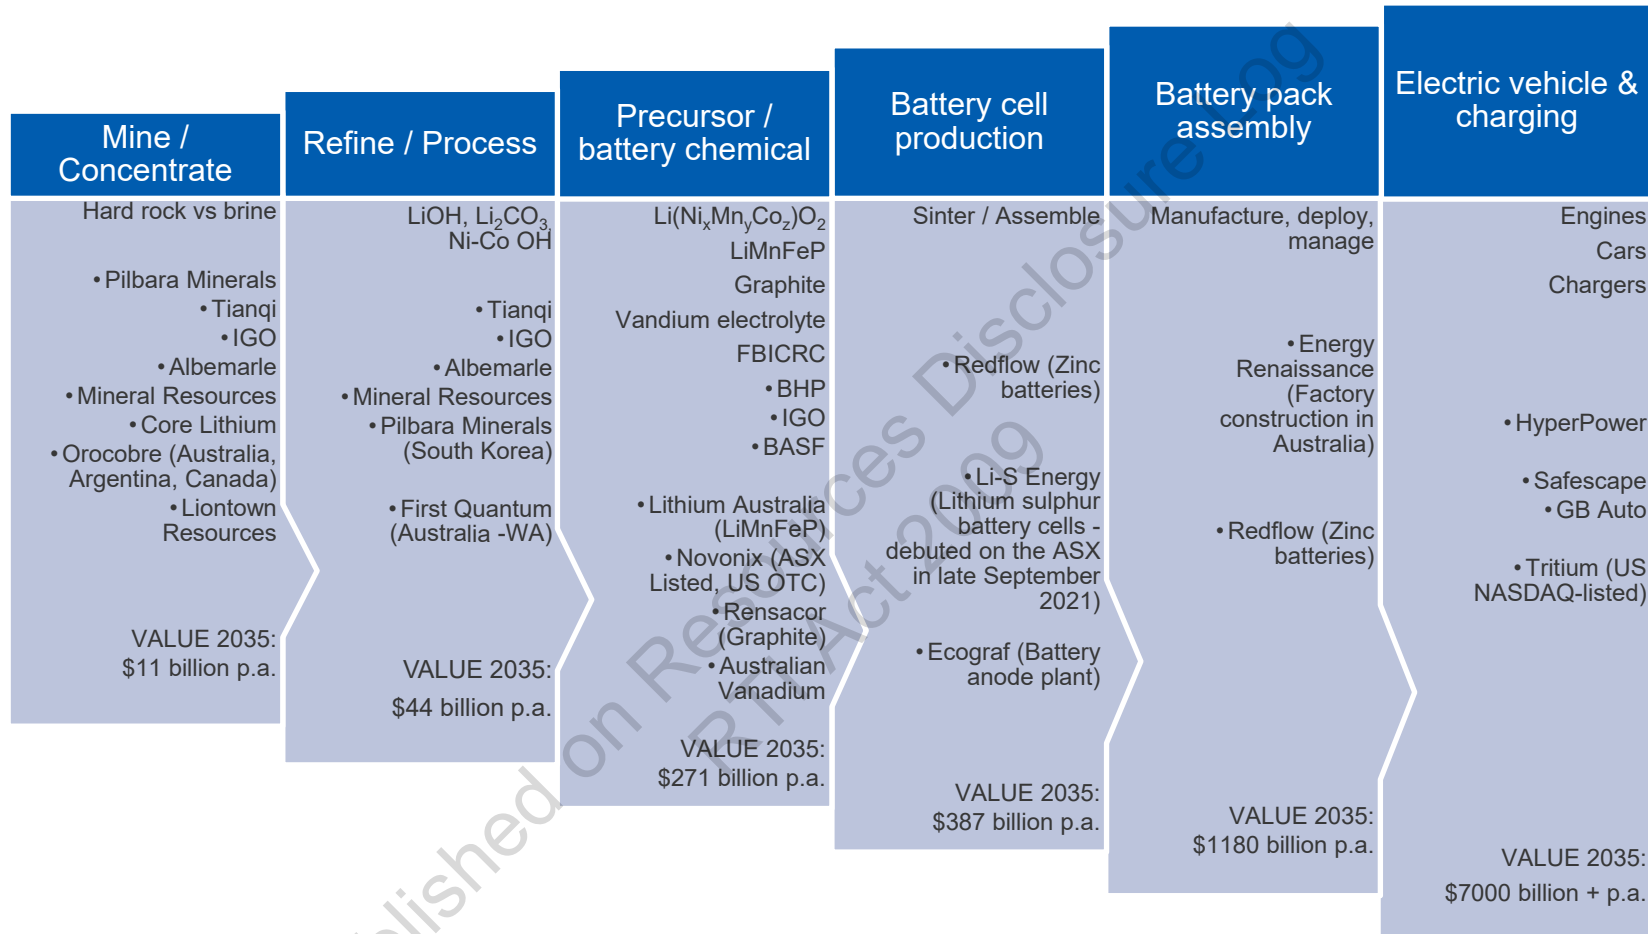 Mine /
Concentrate
Hard rock vs brine
•Pilbara Minerals
•Tianqi
•IGO
•Albemarle
•Mineral Resources
•Core Lithium
•Orocobre (Australia,
Argentina, Canada)
•Liontown
Resources
VALUE 2035:
$11 billion p.a.
Refine / Process
LiOH, Li₂CO₃,
Ni-Co OH
•Tianqi
•IGO
•Albemarle
•Mineral Resources
•Pilbara Minerals
(South Korea)
•First Quantum
(Australia -WA)
VALUE 2035:
$44 billion p.a.
Precursor /
battery chemical
Li(NiₓMnᵧCo_z)O₂
LiMnFeP
Graphite
Vandium electrolyte
FBICRC
•BHP
•IGO
•BASF
•Lithium Australia
(LiMnFeP)
•Novonix (ASX
Listed, US OTC)
•Rensacor
(Graphite)
•Australian
Vanadium
VALUE 2035:
$271 billion p.a.
Battery cell
production
Sinter / Assemble
•Redflow (Zinc
batteries)
•Li-S Energy
(Lithium sulphur
battery cells -
debuted on the ASX
in late September
2021)
•Ecograf (Battery
anode plant)
VALUE 2035:
$387 billion p.a.
Battery pack
assembly
Manufacture, deploy,
manage
•Energy
Renaissance
(Factory
construction in
Australia)
•Redflow (Zinc
batteries)
VALUE 2035:
$1180 billion p.a.
Electric vehicle &
charging
Engines
Cars
Chargers
•HyperPower
•Safescape
•GB Auto
•Tritium (US
NASDAQ-listed)
VALUE 2035:
$7000 billion + p.a.
on Resources Disclosure Log
RTI Act 2009